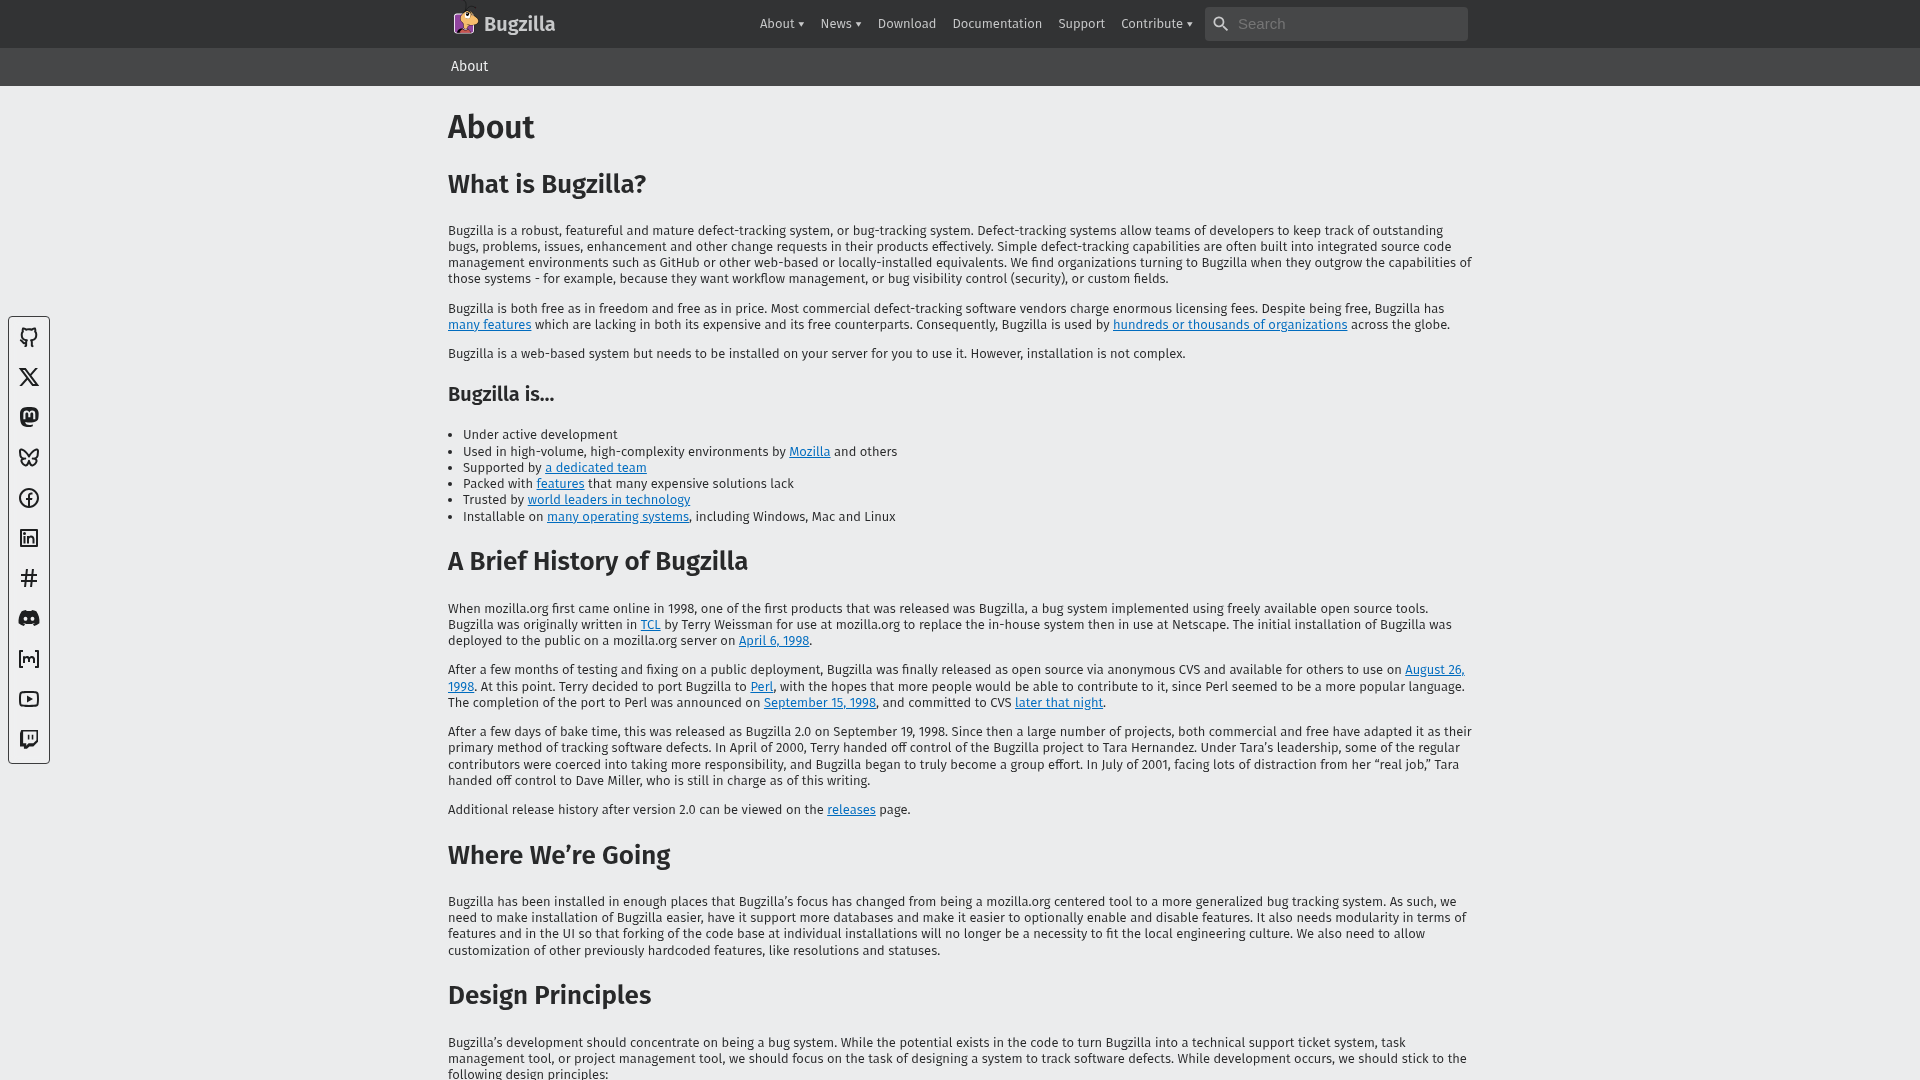 Bugzilla
About ▾ News ▾ Download Documentation Support Contribute ▾ Search
About
About
What is Bugzilla?
Bugzilla is a robust, featureful and mature defect-tracking system, or bug-tracking system. Defect-tracking systems allow teams of developers to keep track of outstanding
bugs, problems, issues, enhancement and other change requests in their products effectively. Simple defect-tracking capabilities are often built into integrated source code
management environments such as GitHub or other web-based or locally-installed equivalents. We find organizations turning to Bugzilla when they outgrow the capabilities of
those systems - for example, because they want workflow management, or bug visibility control (security), or custom fields.
Bugzilla is both free as in freedom and free as in price. Most commercial defect-tracking software vendors charge enormous licensing fees. Despite being free, Bugzilla has
many features which are lacking in both its expensive and its free counterparts. Consequently, Bugzilla is used by hundreds or thousands of organizations across the globe.
Bugzilla is a web-based system but needs to be installed on your server for you to use it. However, installation is not complex.
Bugzilla is…
• Under active development
• Used in high-volume, high-complexity environments by Mozilla and others
• Supported by a dedicated team
• Packed with features that many expensive solutions lack
• Trusted by world leaders in technology
• Installable on many operating systems, including Windows, Mac and Linux
A Brief History of Bugzilla
When mozilla.org first came online in 1998, one of the first products that was released was Bugzilla, a bug system implemented using freely available open source tools.
Bugzilla was originally written in TCL by Terry Weissman for use at mozilla.org to replace the in-house system then in use at Netscape. The initial installation of Bugzilla was
deployed to the public on a mozilla.org server on April 6, 1998.
After a few months of testing and fixing on a public deployment, Bugzilla was finally released as open source via anonymous CVS and available for others to use on August 26,
1998. At this point. Terry decided to port Bugzilla to Perl, with the hopes that more people would be able to contribute to it, since Perl seemed to be a more popular language.
The completion of the port to Perl was announced on September 15, 1998, and committed to CVS later that night.
After a few days of bake time, this was released as Bugzilla 2.0 on September 19, 1998. Since then a large number of projects, both commercial and free have adapted it as their
primary method of tracking software defects. In April of 2000, Terry handed off control of the Bugzilla project to Tara Hernandez. Under Tara’s leadership, some of the regular
contributors were coerced into taking more responsibility, and Bugzilla began to truly become a group effort. In July of 2001, facing lots of distraction from her “real job,” Tara
handed off control to Dave Miller, who is still in charge as of this writing.
Additional release history after version 2.0 can be viewed on the releases page.
Where We’re Going
Bugzilla has been installed in enough places that Bugzilla’s focus has changed from being a mozilla.org centered tool to a more generalized bug tracking system. As such, we
need to make installation of Bugzilla easier, have it support more databases and make it easier to optionally enable and disable features. It also needs modularity in terms of
features and in the UI so that forking of the code base at individual installations will no longer be a necessity to fit the local engineering culture. We also need to allow
customization of other previously hardcoded features, like resolutions and statuses.
Design Principles
Bugzilla’s development should concentrate on being a bug system. While the potential exists in the code to turn Bugzilla into a technical support ticket system, task
management tool, or project management tool, we should focus on the task of designing a system to track software defects. While development occurs, we should stick to the
following design principles: